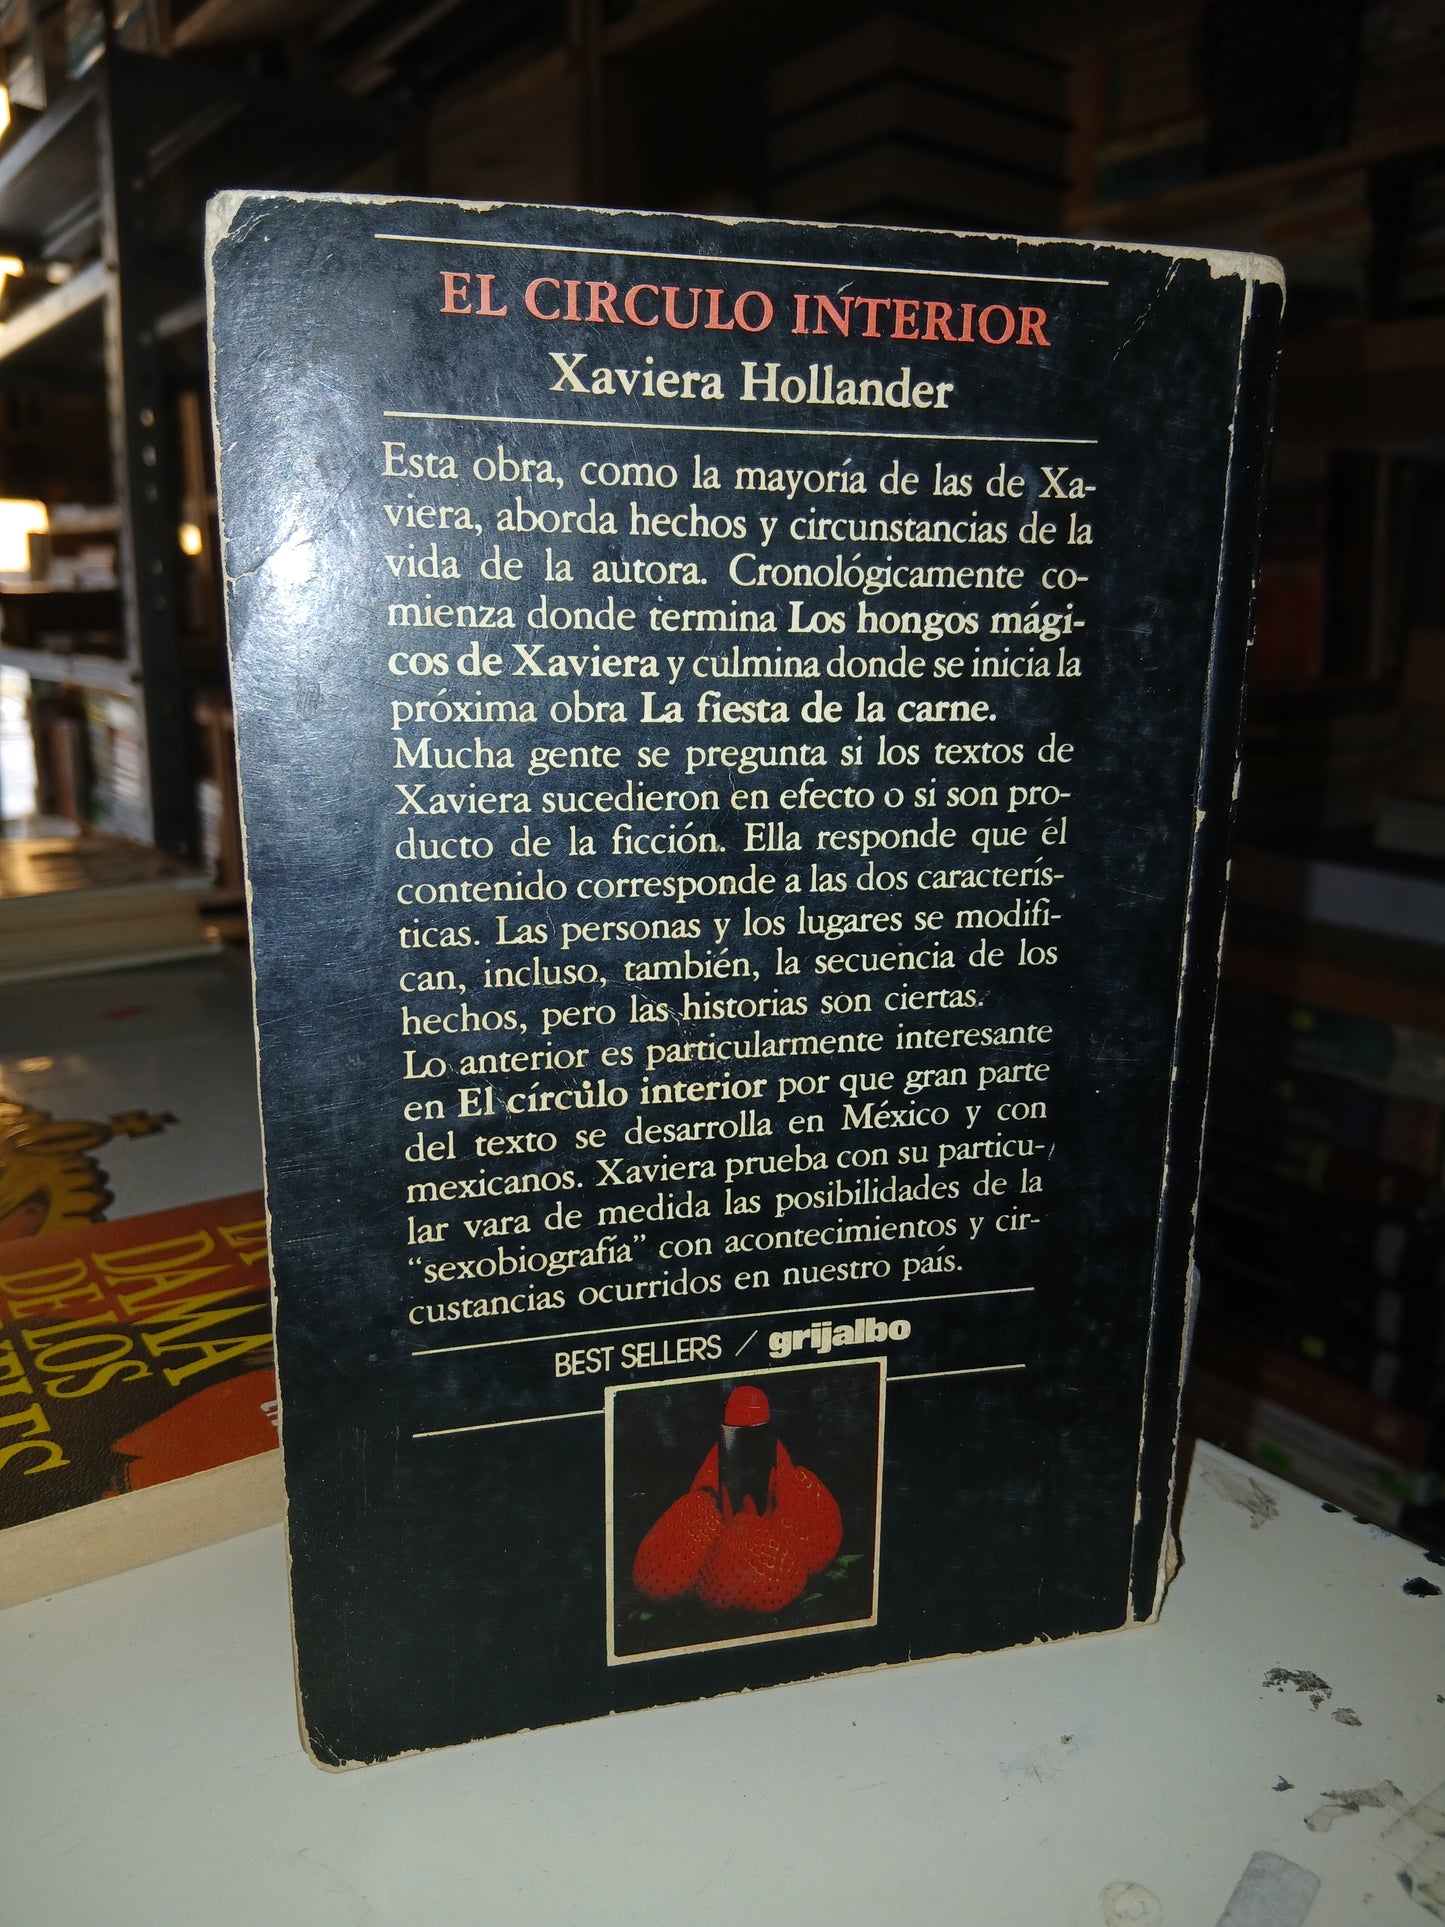 EL CIRCULO INTERIOR
Xaviera Hollander
Esta obra, como la mayoría de las de Xa-
viera, aborda hechos y circunstancias de la
vida de la autora. Cronológicamente co-
mienza donde termina Los hongos mági-
cos de Xaviera y culmina donde se inicia la
próxima obra La fiesta de la carne.
Mucha gente se pregunta si los textos de
Xaviera sucedieron en efecto o si son pro-
ducto de la ficción. Ella responde que él
contenido corresponde a las dos caracterís-
ticas. Las personas y los lugares se modifi-
can, incluso, también, la secuencia de los
hechos, pero las historias son ciertas.
Lo anterior es particularmente interesante
en El círculo interior por que gran parte
del texto se desarrolla en México y con
mexicanos. Xaviera prueba con su particu-
lar vara de medida las posibilidades de la
"sexobiografía" con acontecimientos y cir-
custancias ocurridos en nuestro país.
BEST SELLERS / grijalbo
DAMA
DE LOS